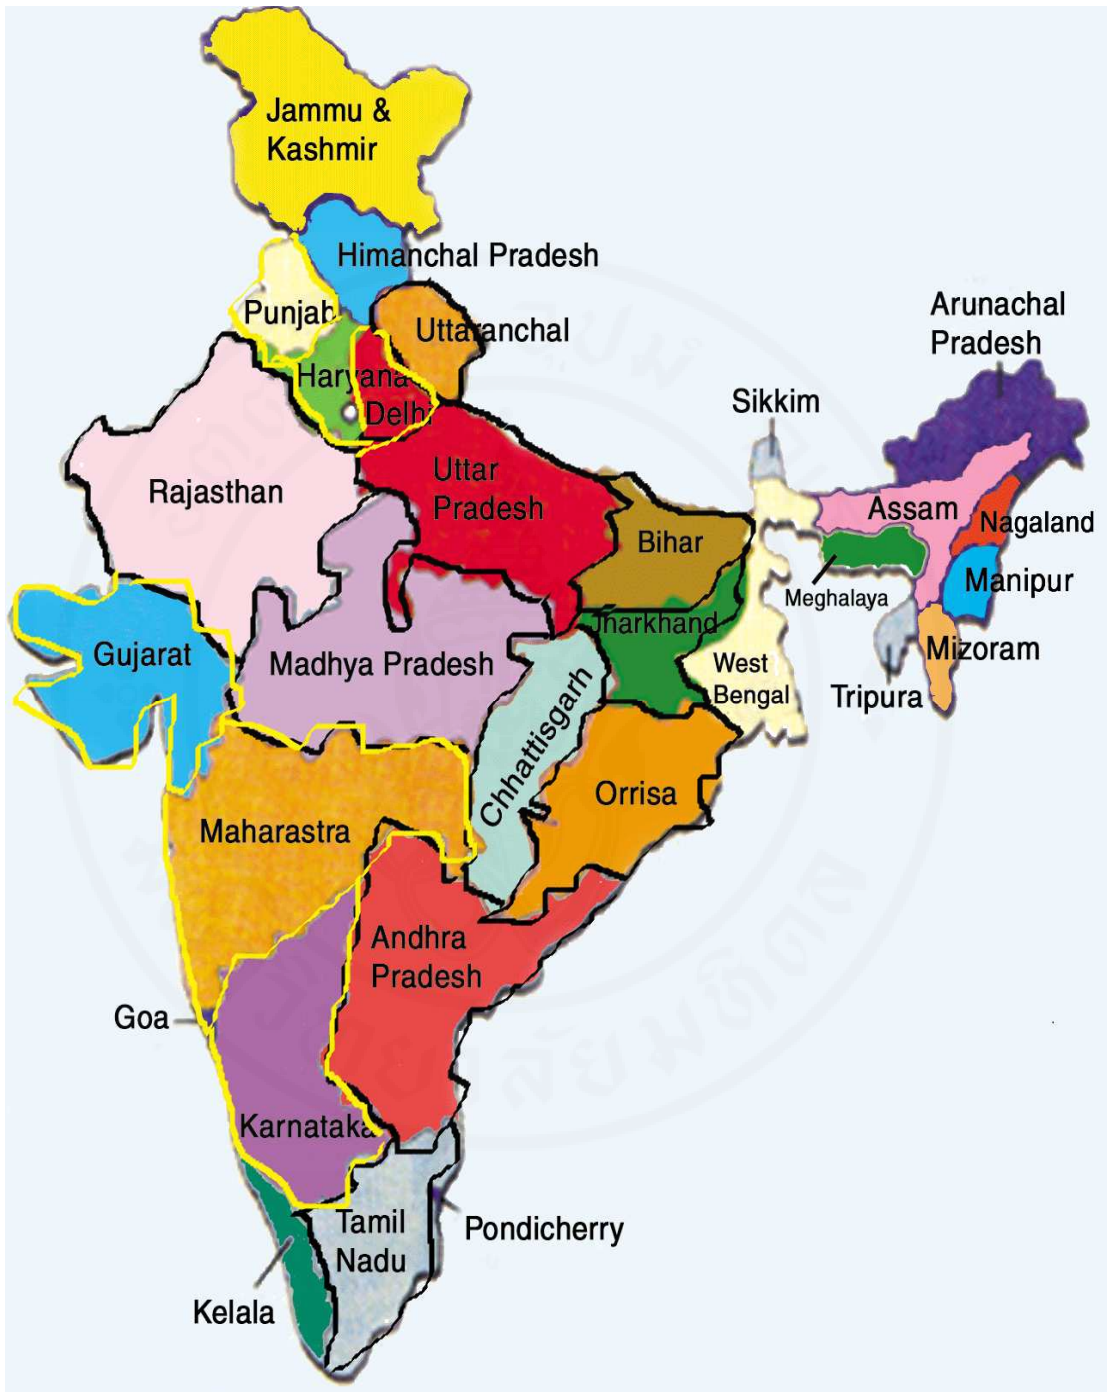 Jammu &
Kashmir
Himanchal Pradesh
Punjab
Uttaranchal
Arunachal
Pradesh
Haryana
Delhi
Sikkim
Rajasthan
Uttar
Pradesh
Assam
Nagaland
Bihar
Manipur
Meghalaya
Jharkhand
Gujarat
Madhya Pradesh
West
Bengal
Mizoram
Tripura
Chhattisgarh
Orrisa
Maharastra
Andhra
Pradesh
Goa
Karnataka
Tamil
Nadu
Pondicherry
Kelala